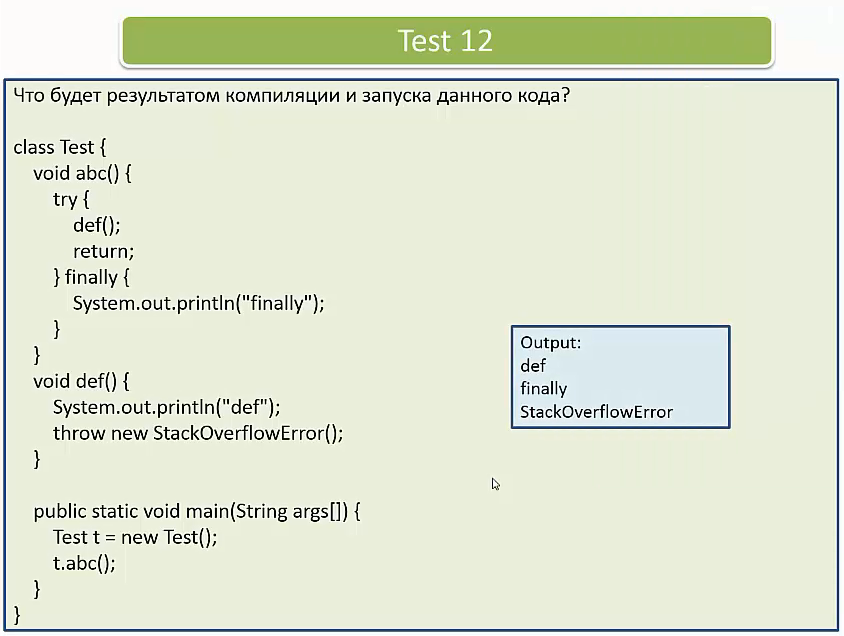 Test 12
Что будет результатом компиляции и запуска данного кода?
class Test {
void abc() {
try {
def();
return;
} finally {
System.out.println("finally");
}
}
void def() {
System.out.println("def");
throw new StackOverflowError();
}
public static void main(String args[]) {
Test t = new Test();
t.abc();
}
}
Output:
def
finally
StackOverflowError